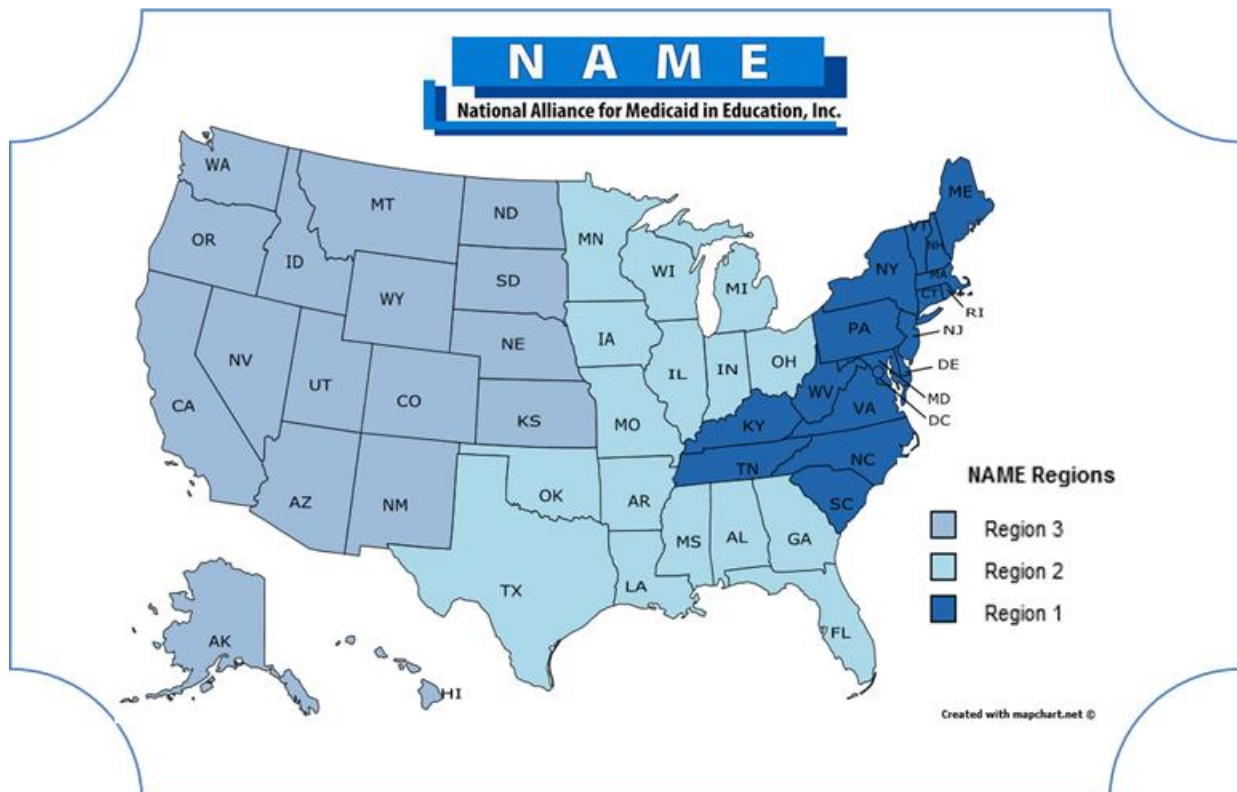 N A M E
National Alliance for Medicaid in Education, Inc.
WA
MT
ND
MN
ME
VT
NH
OR
ID
SD
WI
MI
NY
MA
CT
RI
WY
IA
PA
NJ
NV
NE
IL
IN
OH
DE
UT
CO
WV
MD
CA
KS
MO
KY
VA
DC
TN
NC
AZ
NM
OK
AR
SC
MS
AL
GA
TX
LA
FL
AK
HI
NAME Regions
Region 3
Region 2
Region 1
Created with mapchart.net ©